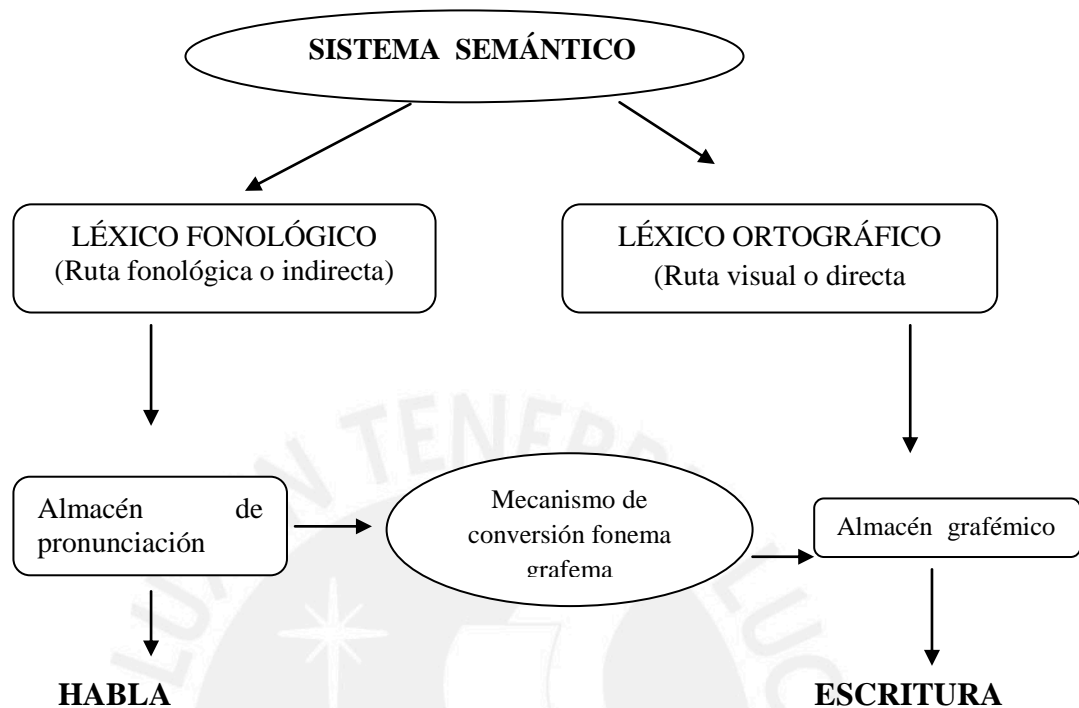 SISTEMA SEMÁNTICO
LÉXICO FONOLÓGICO
(Ruta fonológica o indirecta)
LÉXICO ORTOGRÁFICO
(Ruta visual o directa
Almacén de
pronunciación
Mecanismo de
conversión fonema
grafema
Almacén grafémico
HABLA
ESCRITURA